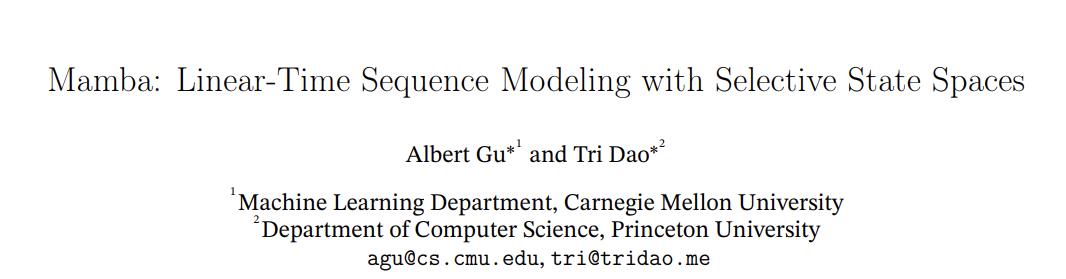 Mamba: Linear-Time Sequence Modeling with Selective State Spaces
Albert Gu*¹ and Tri Dao*²
¹Machine Learning Department, Carnegie Mellon University
²Department of Computer Science, Princeton University
agu@cs.cmu.edu, tri@tridao.me